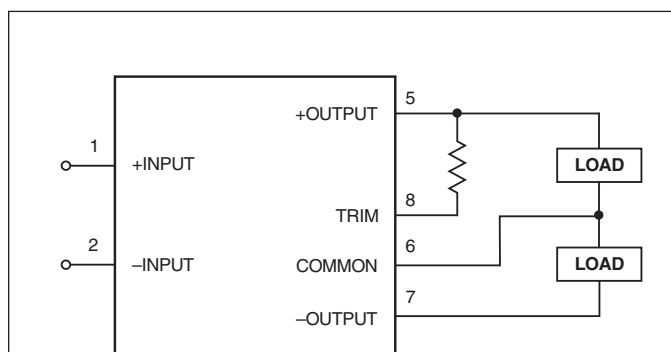 5
+OUTPUT
1
+INPUT
LOAD
8
TRIM
6
2
–INPUT
COMMON
LOAD
7
–OUTPUT